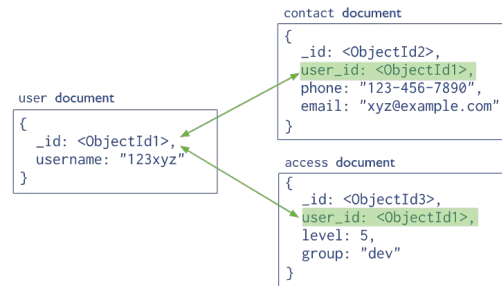 contact document
{
_id: <ObjectId2>,
user_id: <ObjectId1>,
phone: "123-456-7890",
email: "xyz@example.com"
}
user document
{
_id: <ObjectId1>,
username: "123xyz"
}
access document
{
_id: <ObjectId3>,
user_id: <ObjectId1>,
level: 5,
group: "dev"
}